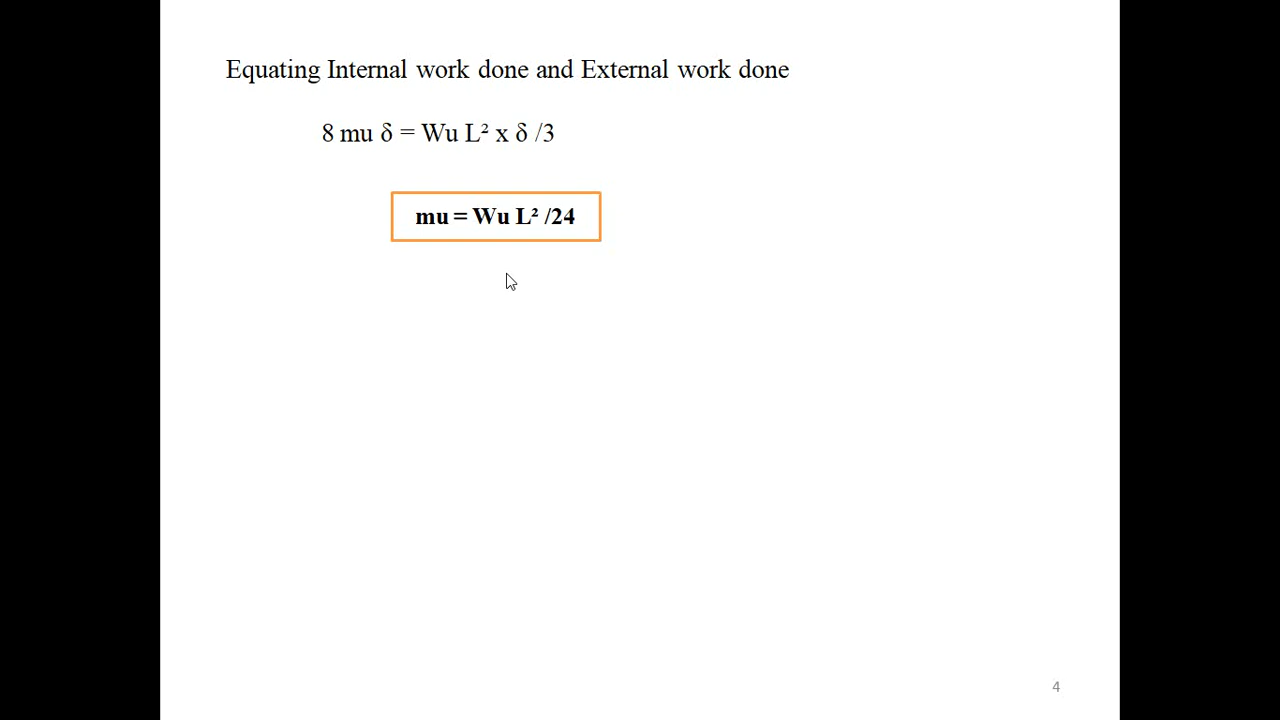 Equating Internal work done and External work done
8 mu δ = Wu L² x δ /3
mu = Wu L² /24
4